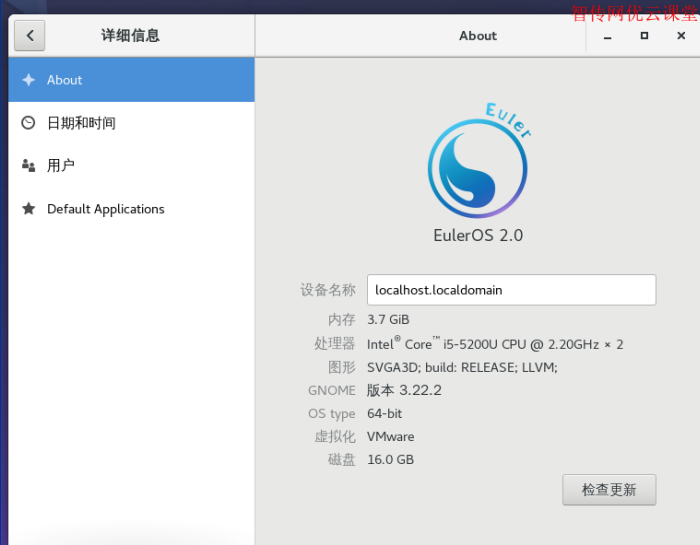 智传网优云课堂
详细信息
About
About
日期和时间
用户
Default Applications
Euler
EulerOS 2.0
设备名称 localhost.localdomain
内存 3.7 GiB
处理器 Intel® Core™ i5-5200U CPU @ 2.20GHz × 2
图形 SVGA3D; build: RELEASE; LLVM;
GNOME 版本 3.22.2
OS type 64-bit
虚拟化 VMware
磁盘 16.0 GB
检查更新